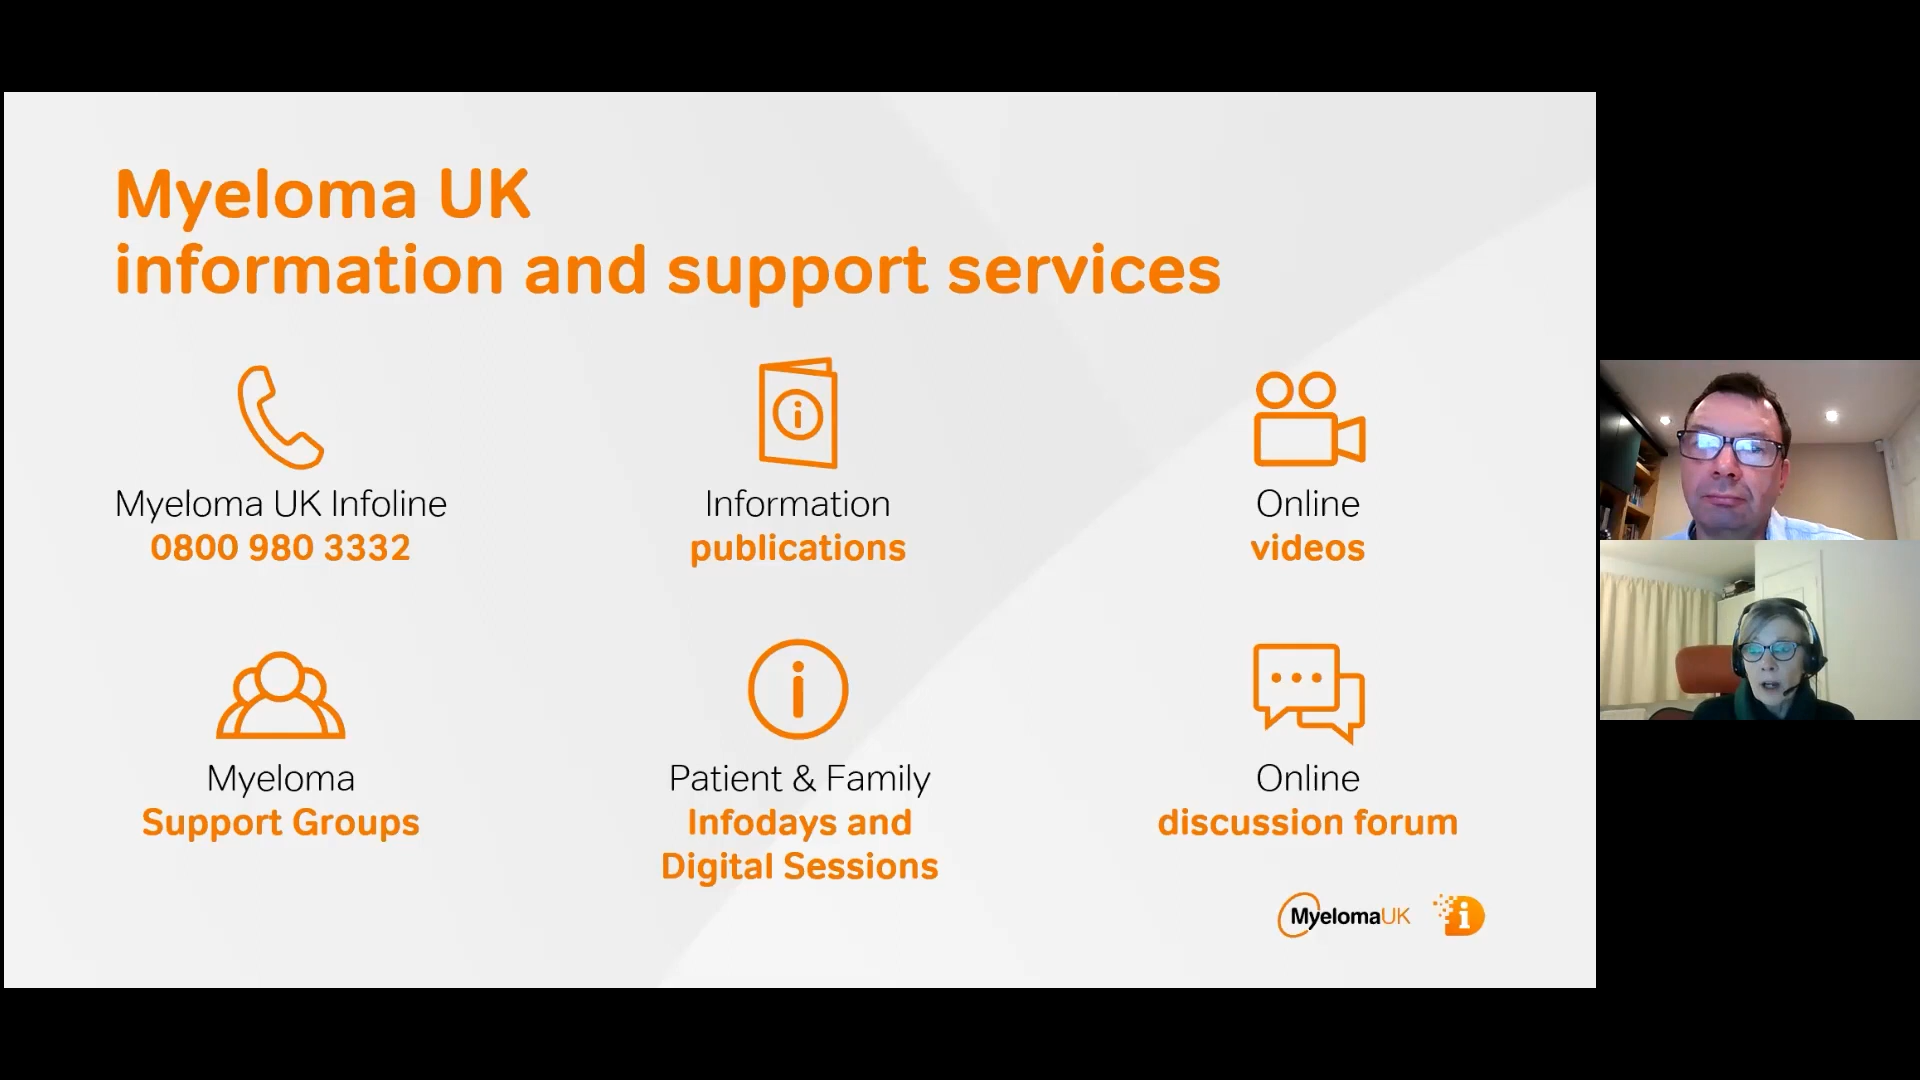 Myeloma UK
information and support services
Myeloma UK Infoline
0800 980 3332
Information
publications
Online
videos
Myeloma
Support Groups
Patient & Family
Infodays and
Digital Sessions
Online
discussion forum
MyelomaUK